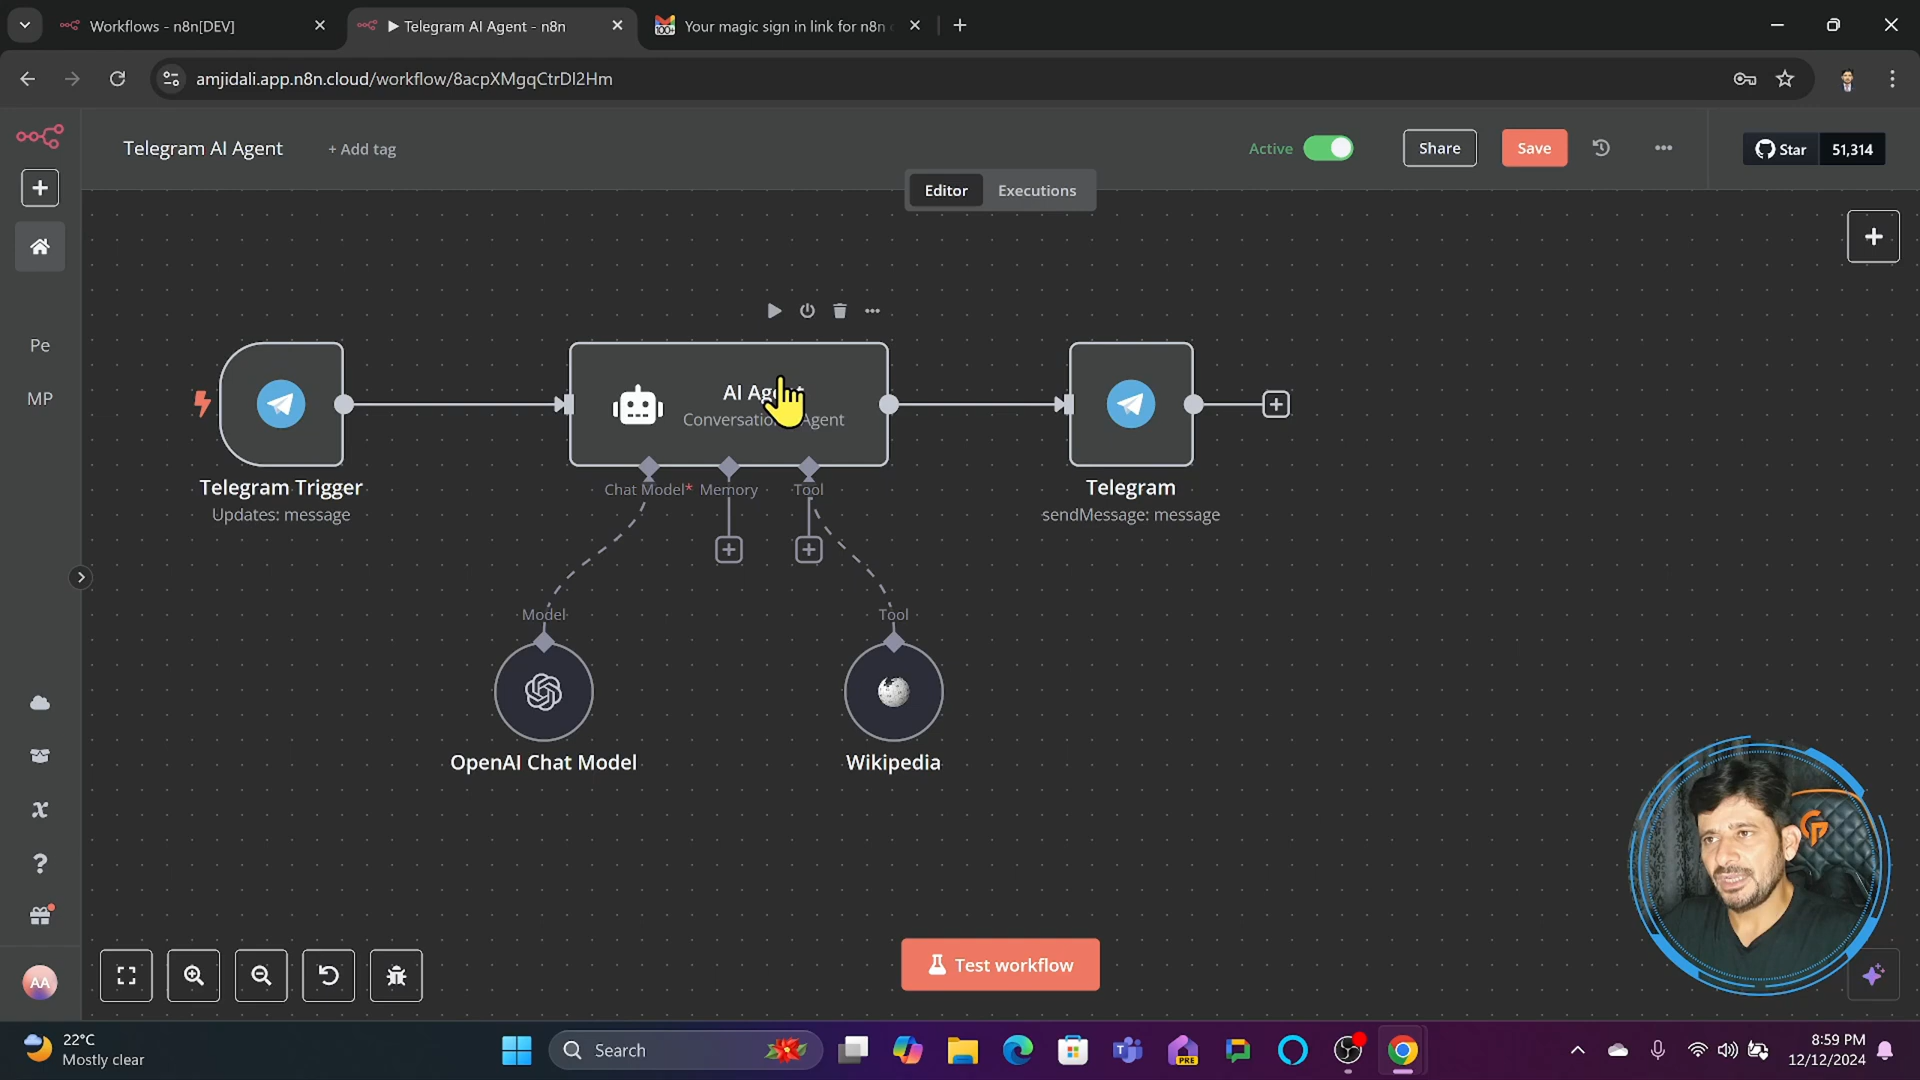 Workflows - n8n[DEV]
▶ Telegram AI Agent - n8n
Your magic sign in link for n8n
amjidali.app.n8n.cloud/workflow/8acpXMgqCtrDl2Hm
Telegram AI Agent
+ Add tag
Active
Share
Save
Star
51,314
Editor
Executions
Pe
MP
AI Agent
Telegram Trigger
Updates: message
Chat Model*
Memory
Tool
Telegram
sendMessage: message
Model
Tool
OpenAI Chat Model
Wikipedia
Test workflow
AA
22°C
Mostly clear
Search
PRE
8:59 PM
12/12/2024